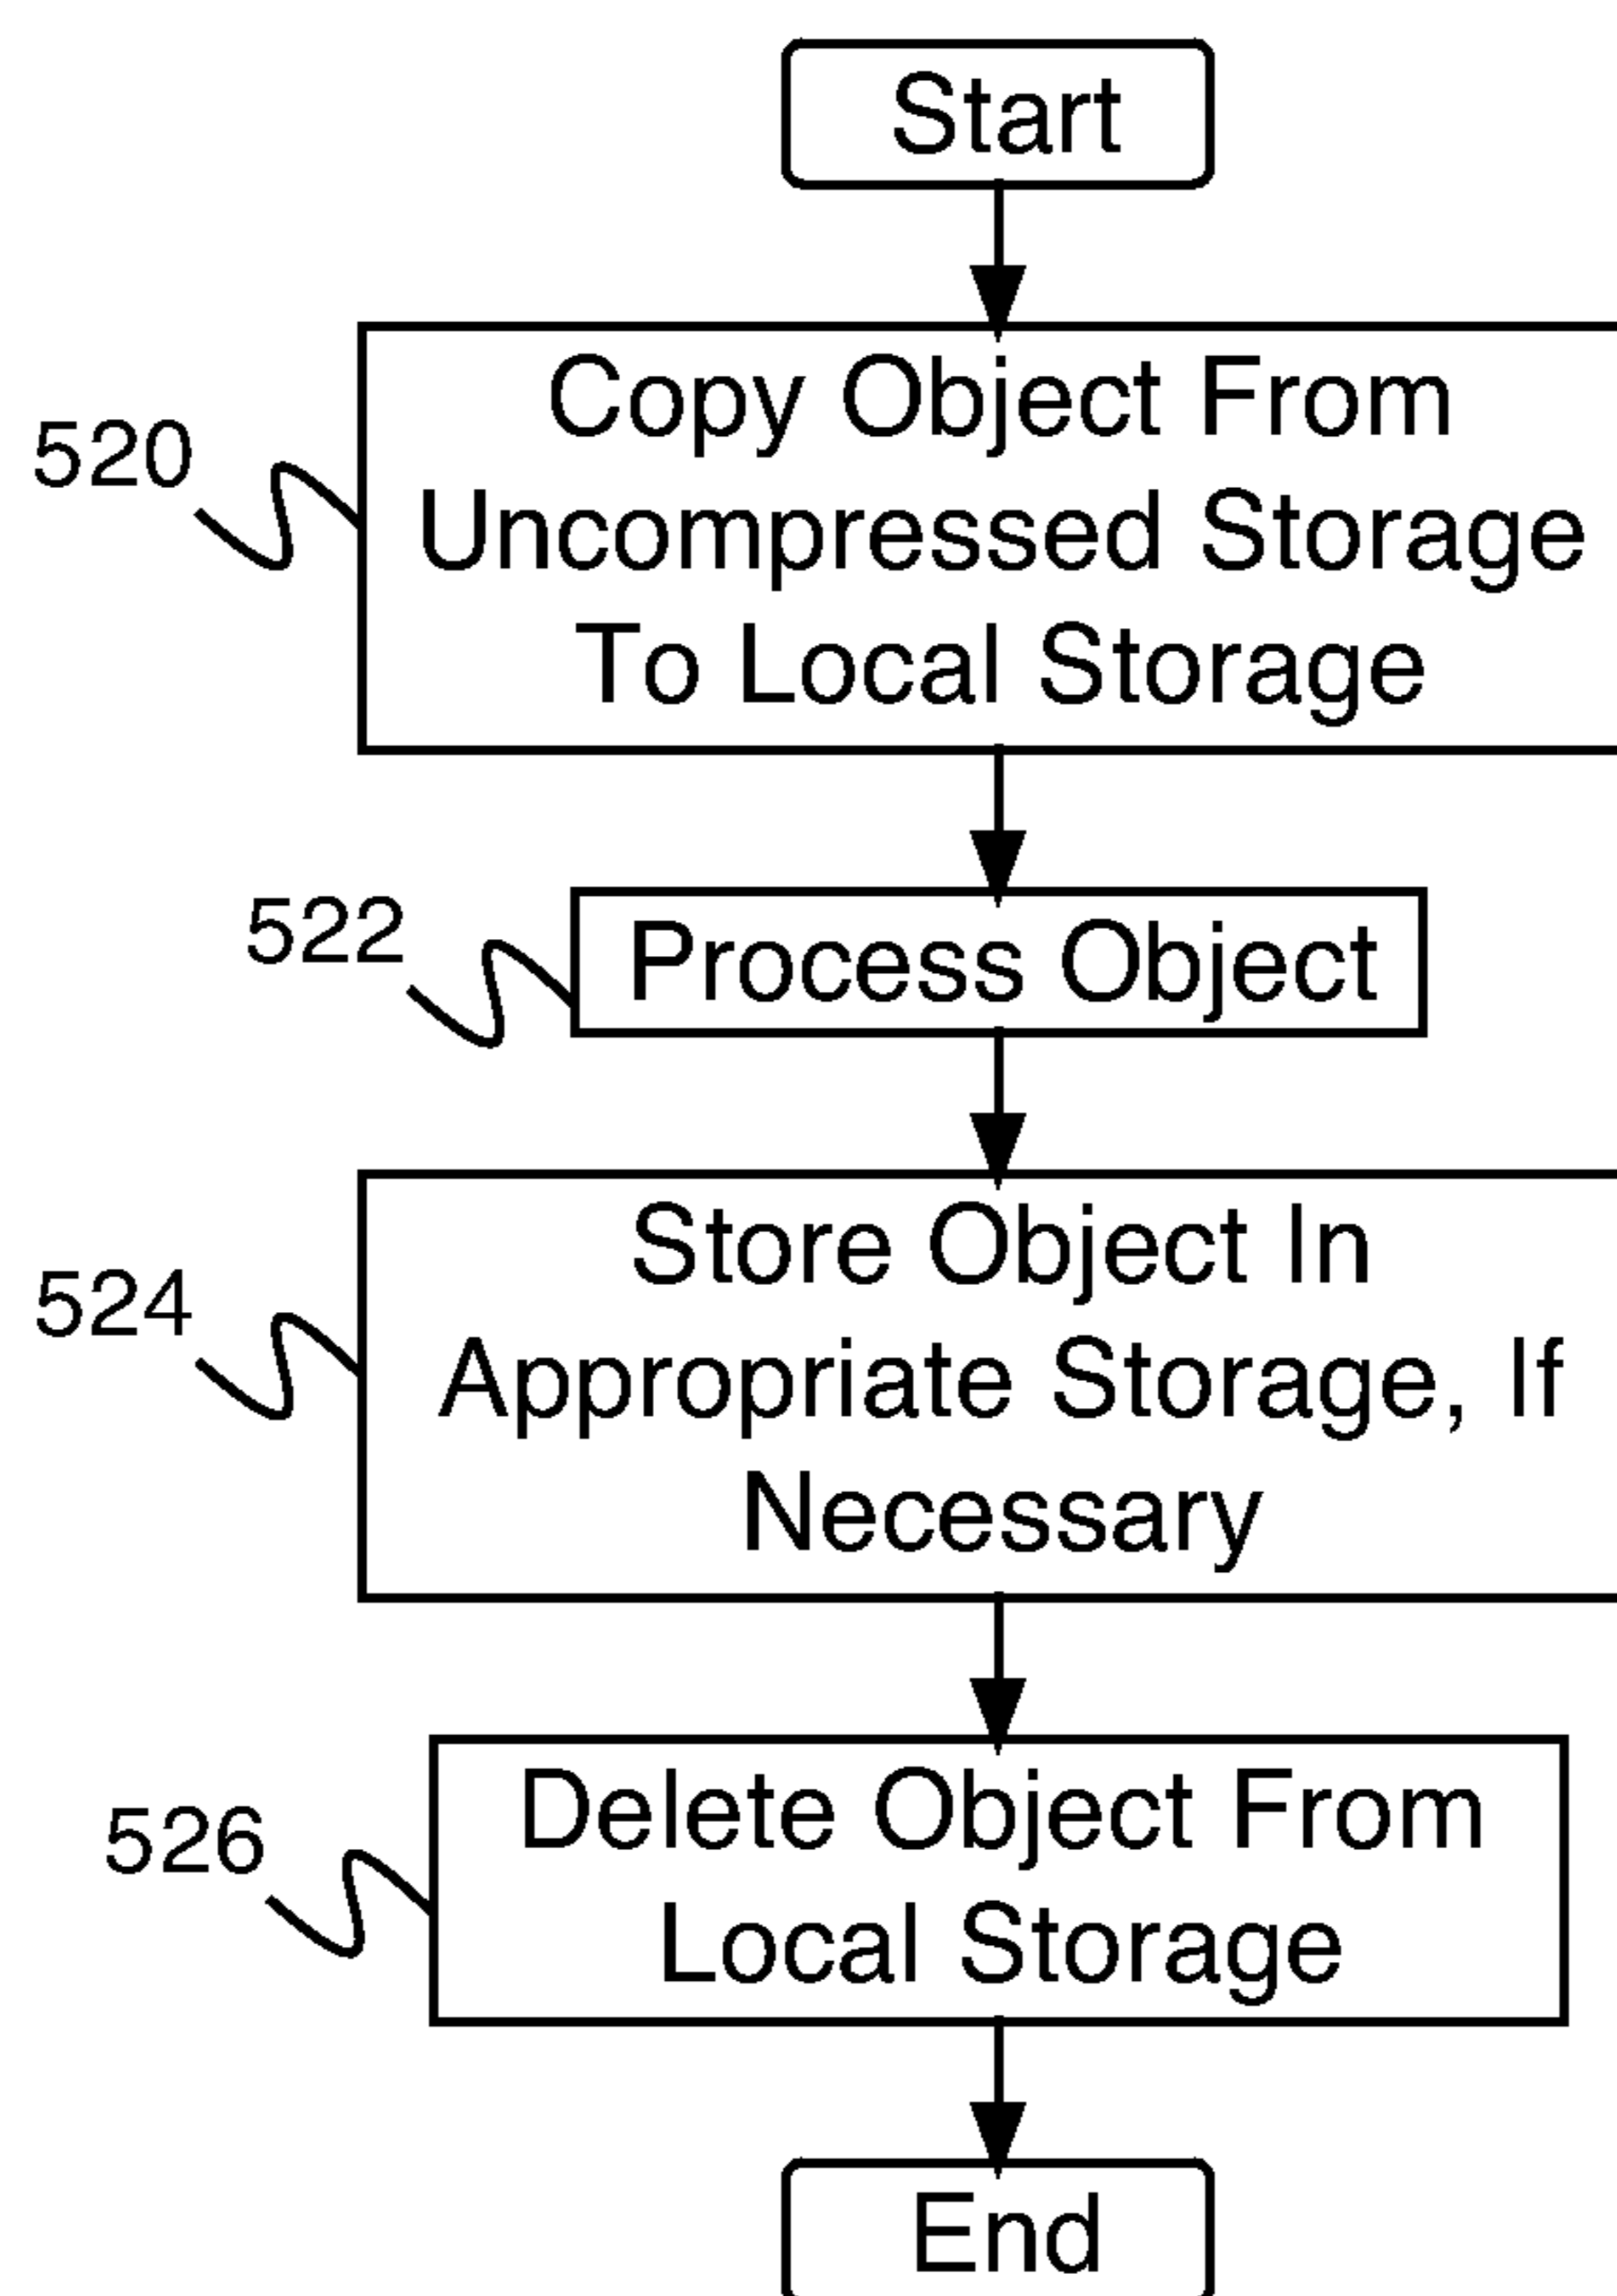 Start
520
Copy Object From
Uncompressed Storage
To Local Storage
522
Process Object
524
Store Object In
Appropriate Storage, If
Necessary
526
Delete Object From
Local Storage
End